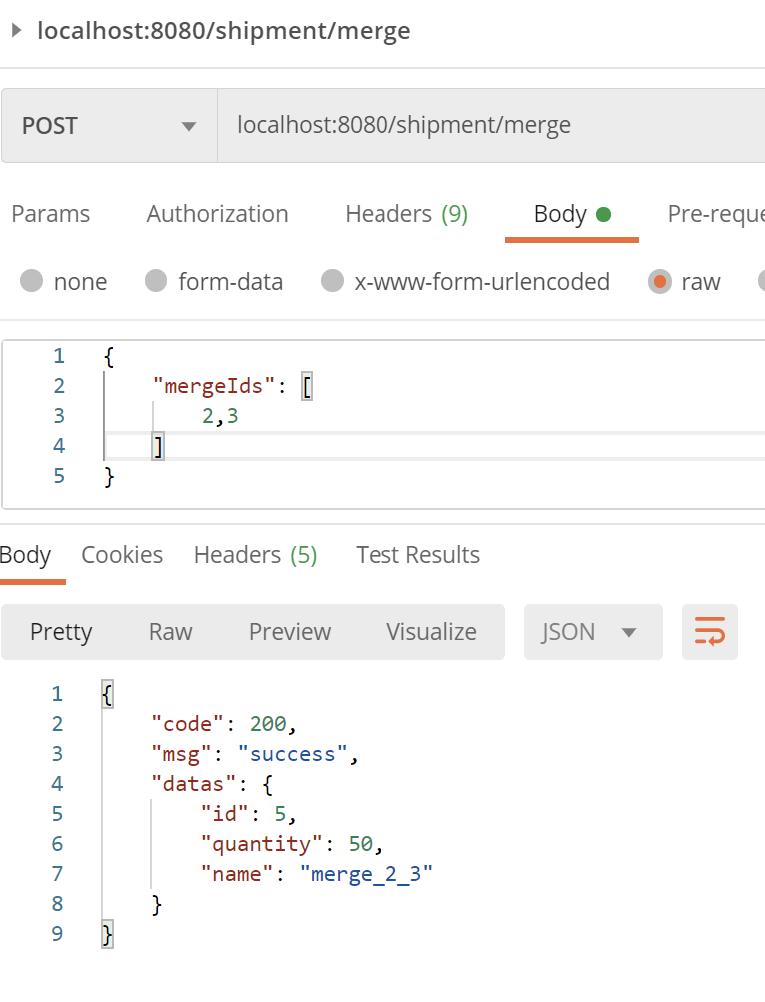 localhost:8080/shipment/merge
POST localhost:8080/shipment/merge
Params Authorization Headers (9) Body Pre-reque
none form-data x-www-form-urlencoded raw
1 {
2 "mergeIds": [
3 2,3
4 ]
5 }
Body Cookies Headers (5) Test Results
Pretty Raw Preview Visualize JSON
1 {
2 "code": 200,
3 "msg": "success",
4 "datas": {
5 "id": 5,
6 "quantity": 50,
7 "name": "merge_2_3"
8 }
9 }